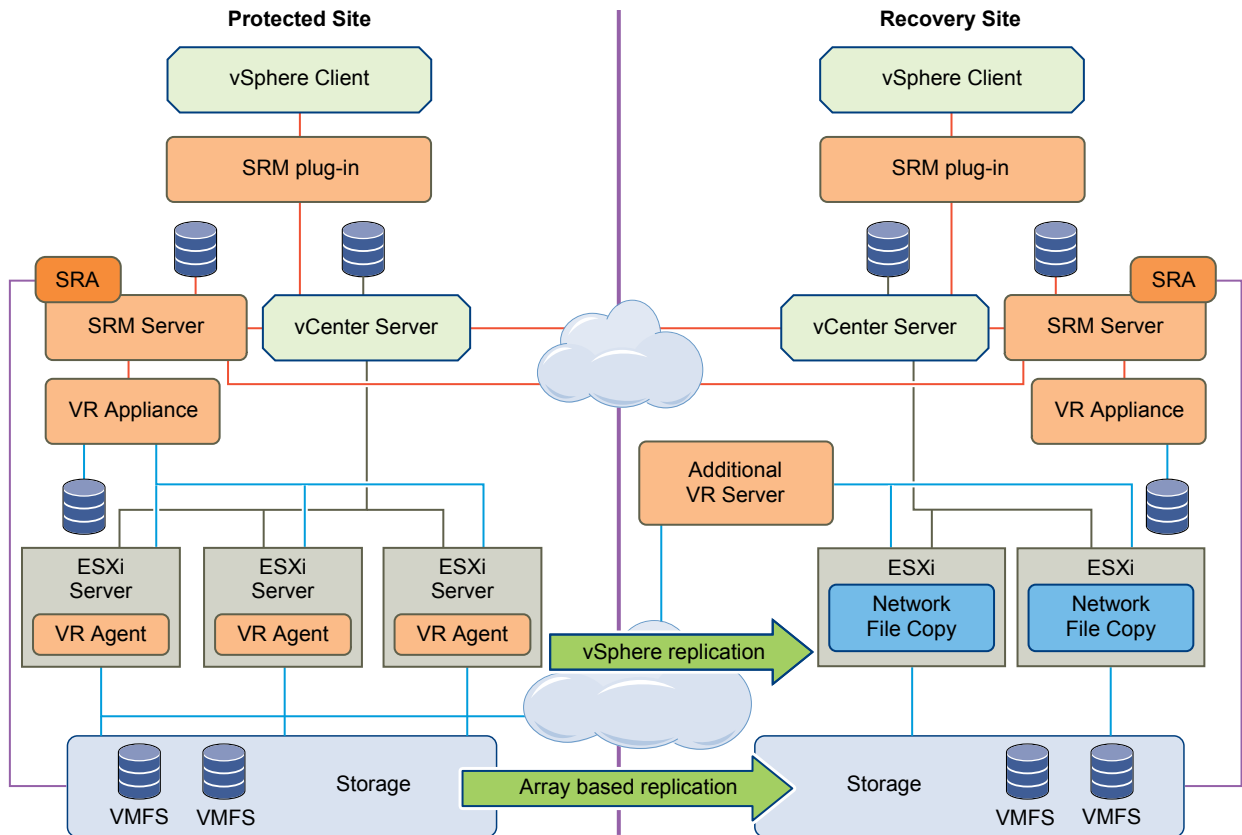 Protected Site
Recovery Site
vSphere Client
vSphere Client
SRM plug-in
SRM plug-in
SRA
SRA
SRM Server
vCenter Server
vCenter Server
SRM Server
VR Appliance
VR Appliance
Additional
VR Server
ESXi
Server
VR Agent
ESXi
Server
VR Agent
ESXi
Server
VR Agent
ESXi
Network
File Copy
ESXi
Network
File Copy
vSphere replication
Storage
VMFS
VMFS
Array based replication
Storage
VMFS
VMFS